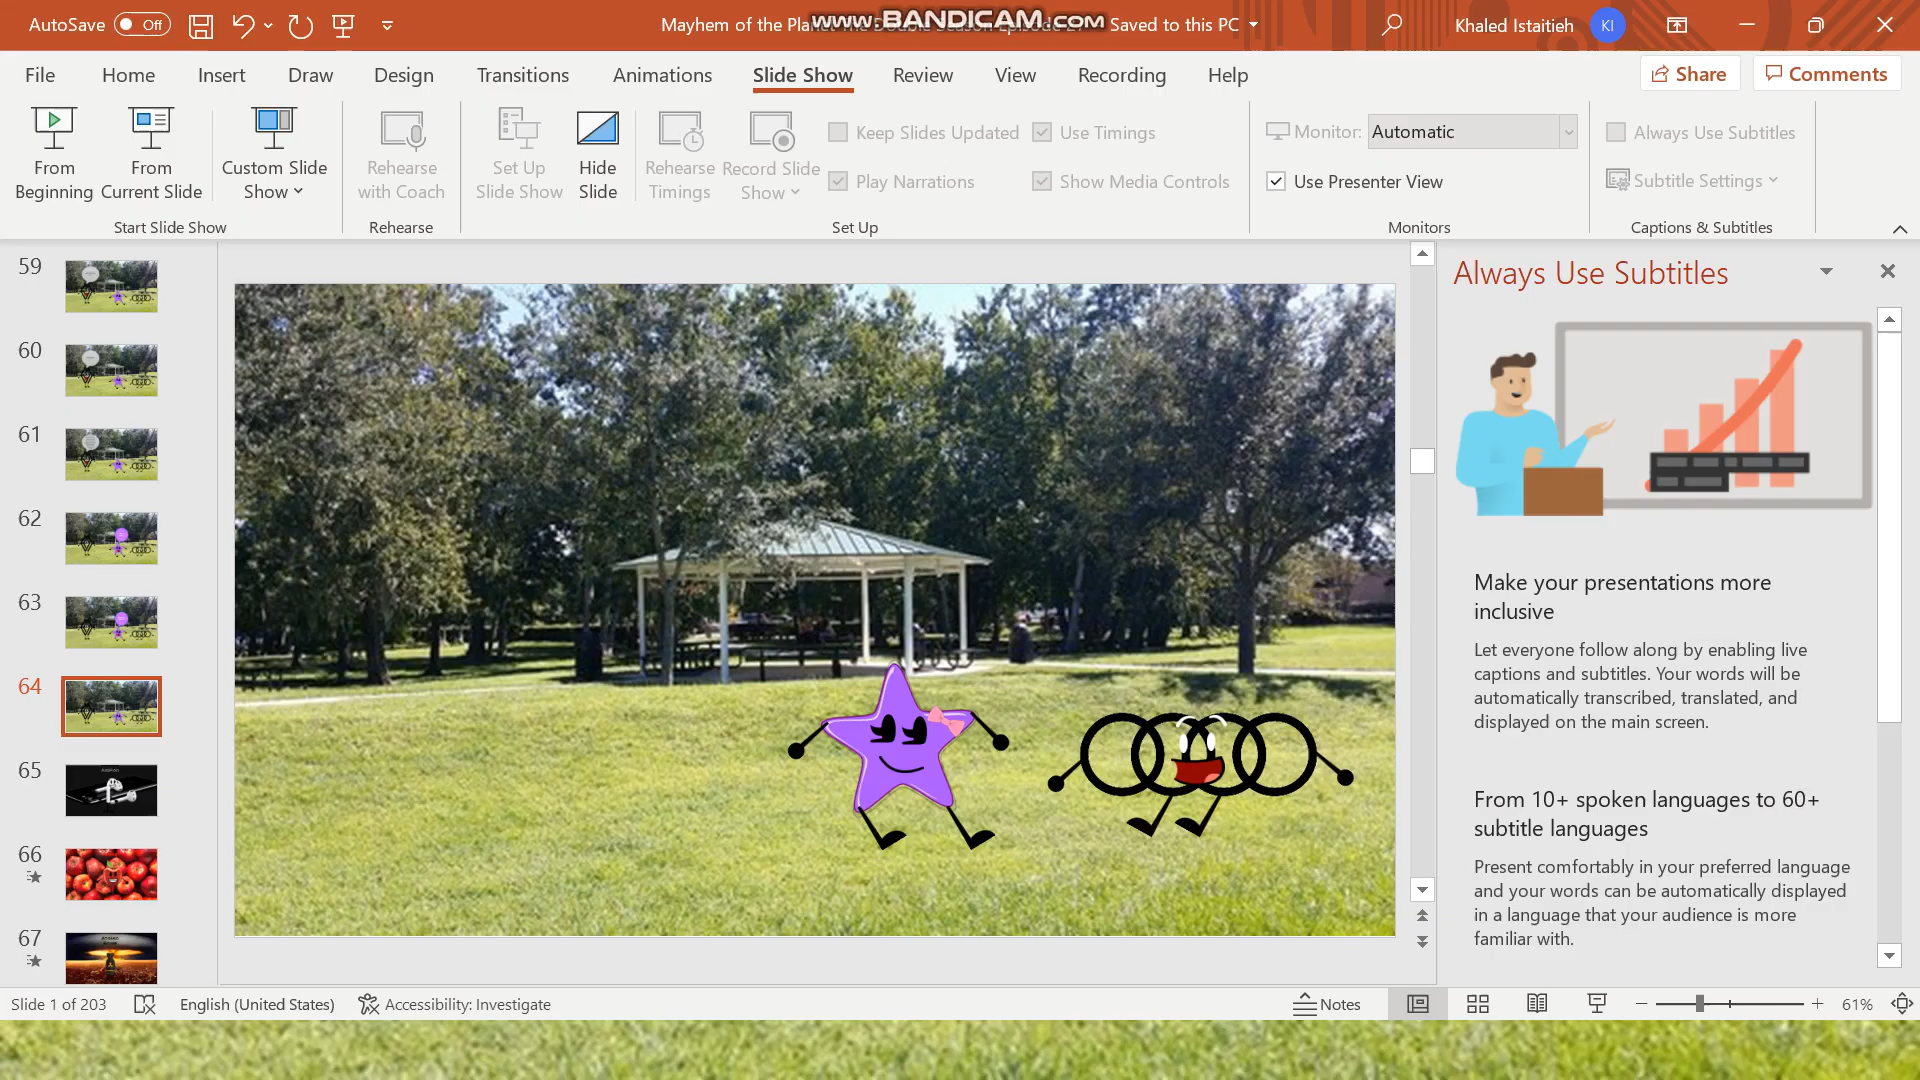 AutoSave Off
Mayhem of the Planet The Double Season Episode 27 Saved to this PC
www.BANDICAM.COM
Khaled Istaitieh KI
File Home Insert Draw Design Transitions Animations Slide Show Review View Recording Help
Share Comments
From Beginning
From Current Slide
Custom Slide Show
Rehearse with Coach
Set Up Slide Show
Hide Slide
Rehearse Timings
Record Slide Show
Keep Slides Updated
Use Timings
Play Narrations
Show Media Controls
Monitor: Automatic
Use Presenter View
Always Use Subtitles
Subtitle Settings
Start Slide Show Rehearse Set Up Monitors Captions & Subtitles
59
60
61
62
63
64
65
66
67
Always Use Subtitles
Make your presentations more
inclusive
Let everyone follow along by enabling live
captions and subtitles. Your words will be
automatically transcribed, translated, and
displayed on the main screen.
From 10+ spoken languages to 60+
subtitle languages
Present comfortably in your preferred language
and your words can be automatically displayed
in a language that your audience is more
familiar with.
Slide 1 of 203 English (United States) Accessibility: Investigate Notes 61%